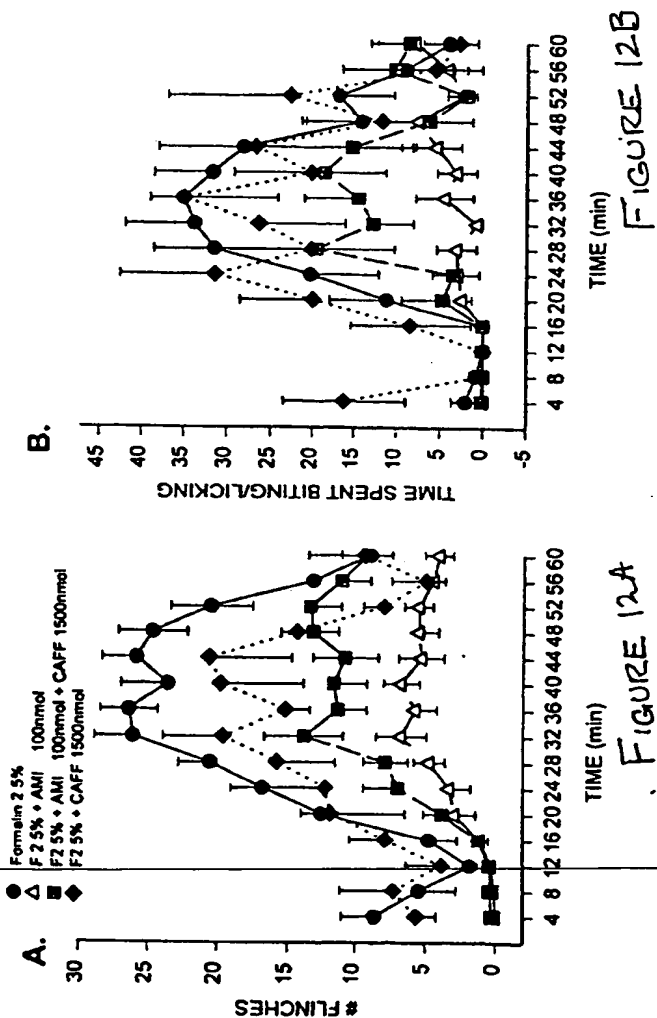 A.
● Formalin 2 5%
△ F 2 5% + AMI 100nmol
■ F2 5% + AMI 100nmol + CAFF 1500nmol
◆ F2 5% + CAFF 1500nmol
# FLINCHES
30
25
20
15
10
5
0
4 8 12 16 20 24 28 32 36 40 44 48 52 56 60
TIME (min)
FIGURE 12A
B.
TIME SPENT BITING/LICKING
45
40
35
30
25
20
15
10
5
0
-5
4 8 12 16 20 24 28 32 36 40 44 48 52 56 60
TIME (min)
FIGURE 12B